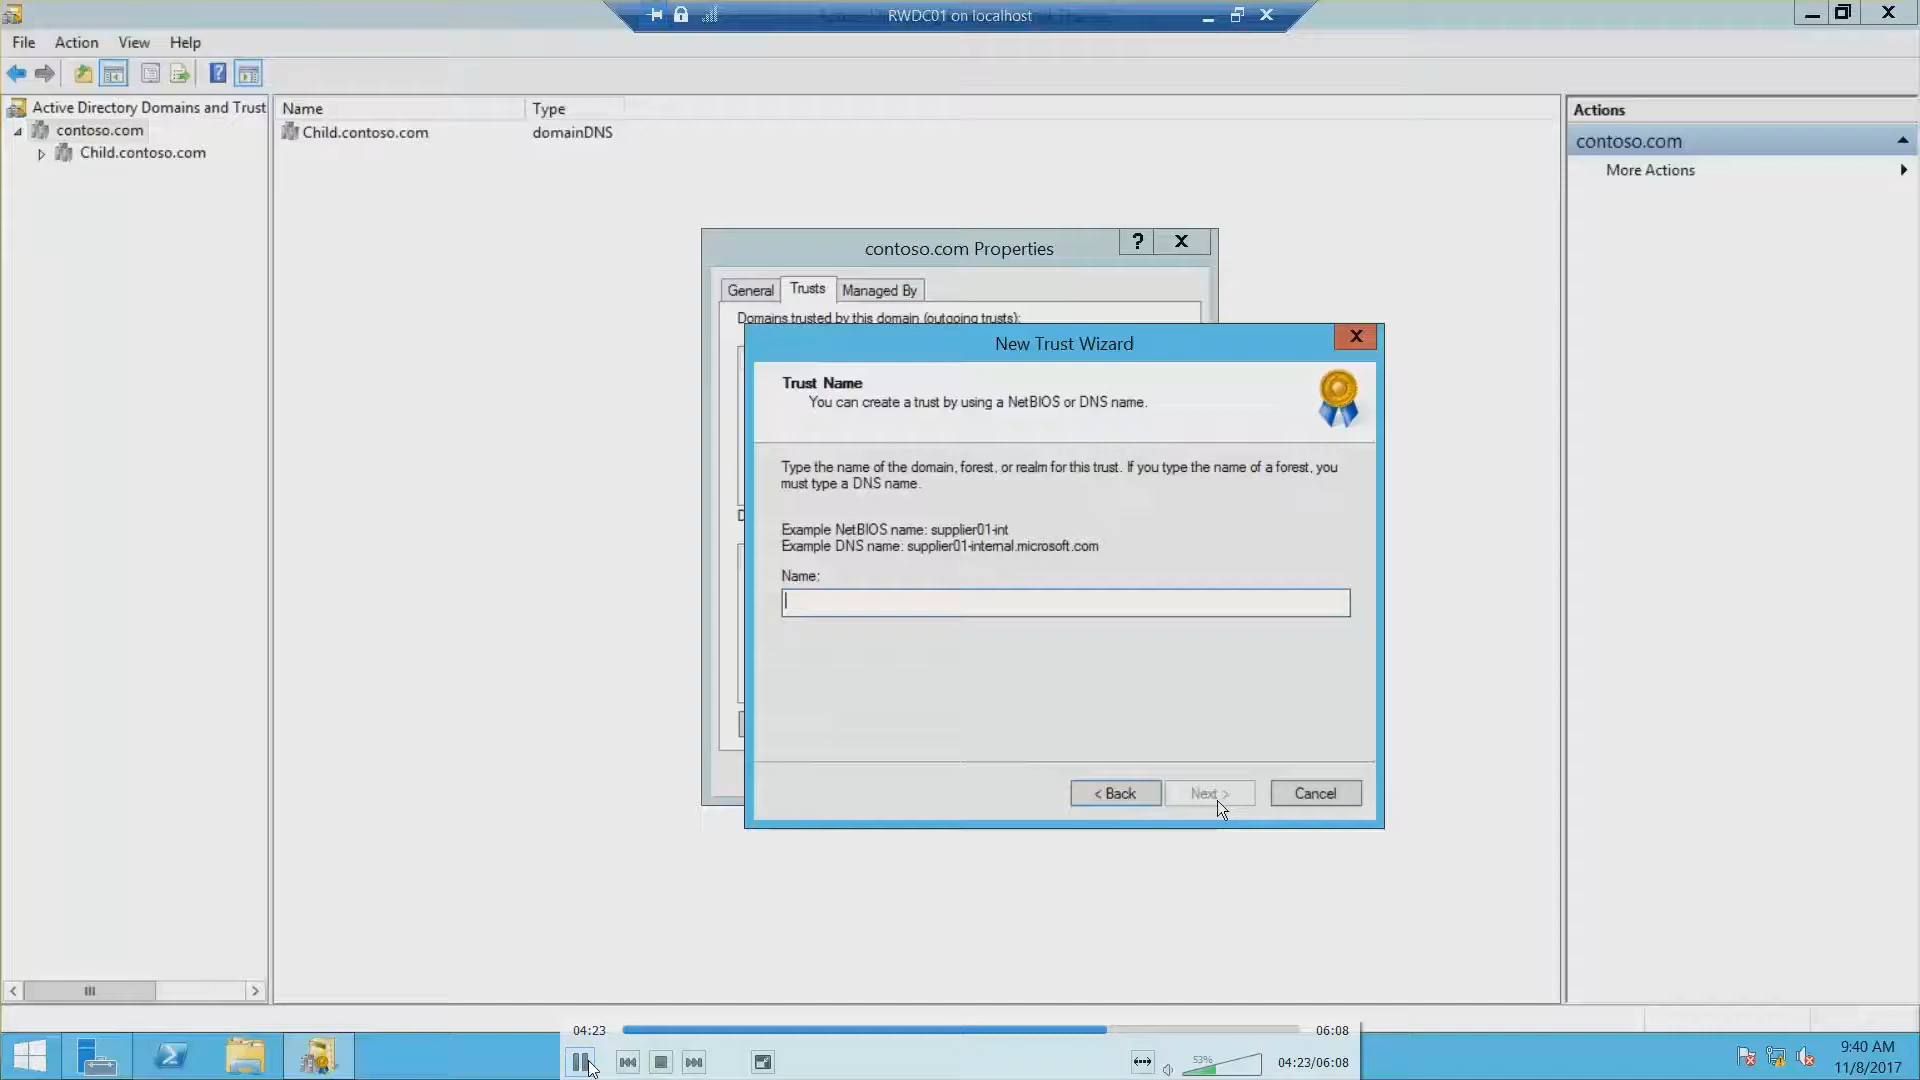 RWDC01 on localhost
File Action View Help
Active Directory Domains and Trust
contoso.com
Child.contoso.com
Name Type
Child.contoso.com domainDNS
Actions
contoso.com
More Actions
contoso.com Properties
? X
General Trusts Managed By
Domains trusted by this domain (outgoing trusts):
New Trust Wizard
X
Trust Name
You can create a trust by using a NetBIOS or DNS name.
Type the name of the domain, forest, or realm for this trust. If you type the name of a forest, you
must type a DNS name.
Example NetBIOS name: supplier01-int
Example DNS name: supplier01-internal.microsoft.com
Name:
< Back Next > Cancel
04:23 06:08
53%
04:23/06:08
9:40 AM
11/8/2017